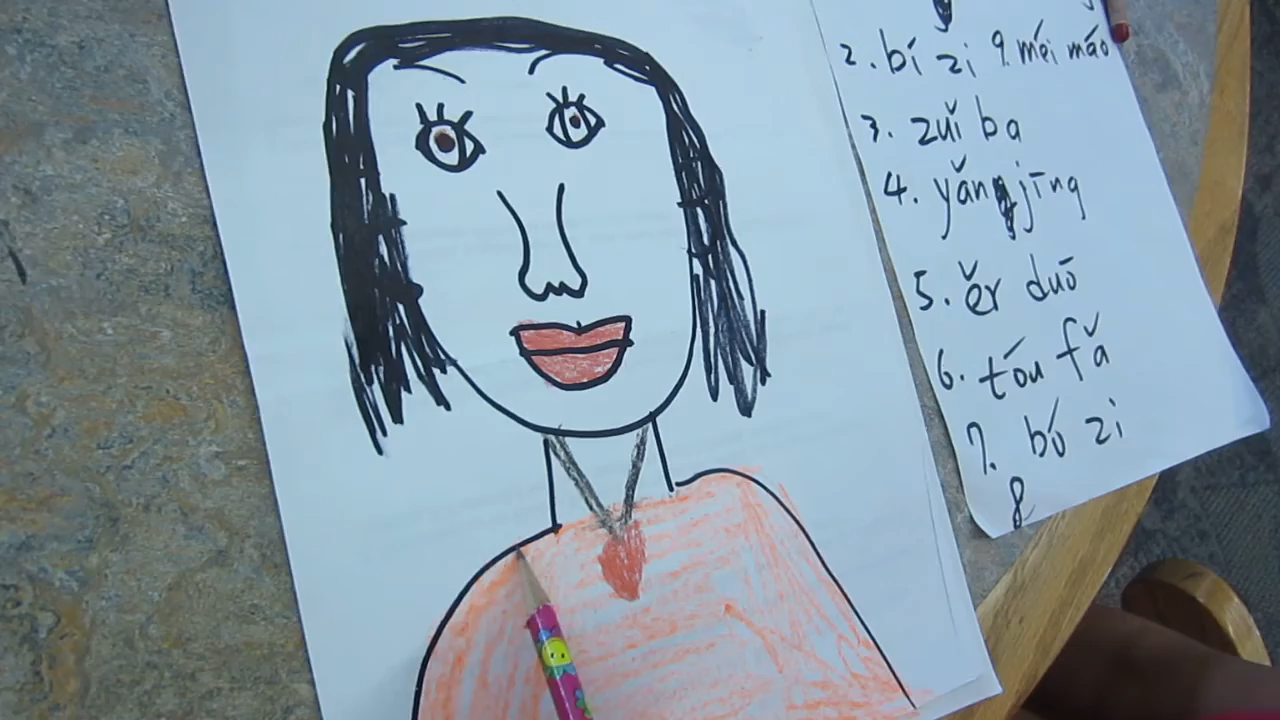 2. bí zi 9. méi máo
3. zuǐ ba
4. yǎn jīng
5. ěr duō
6. tóu fǎ
7. bó zi
8